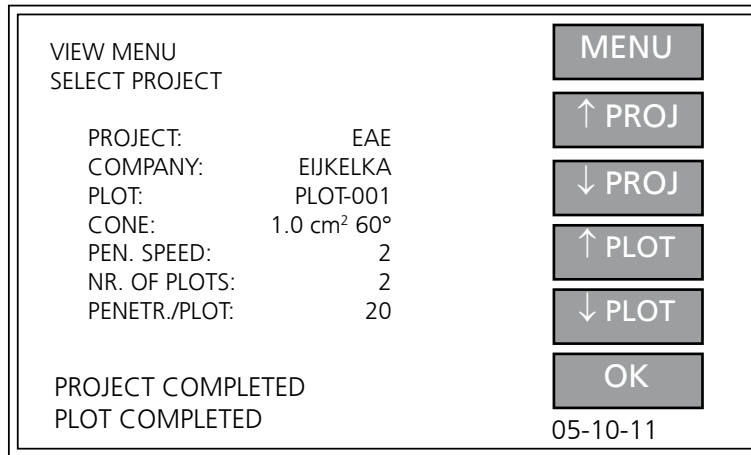 VIEW MENU
SELECT PROJECT
PROJECT: EAE
COMPANY: EIJKELKA
PLOT: PLOT-001
CONE: 1.0 cm² 60°
PEN. SPEED: 2
NR. OF PLOTS: 2
PENETR./PLOT: 20
PROJECT COMPLETED
PLOT COMPLETED
MENU
↑ PROJ
↓ PROJ
↑ PLOT
↓ PLOT
OK
05-10-11